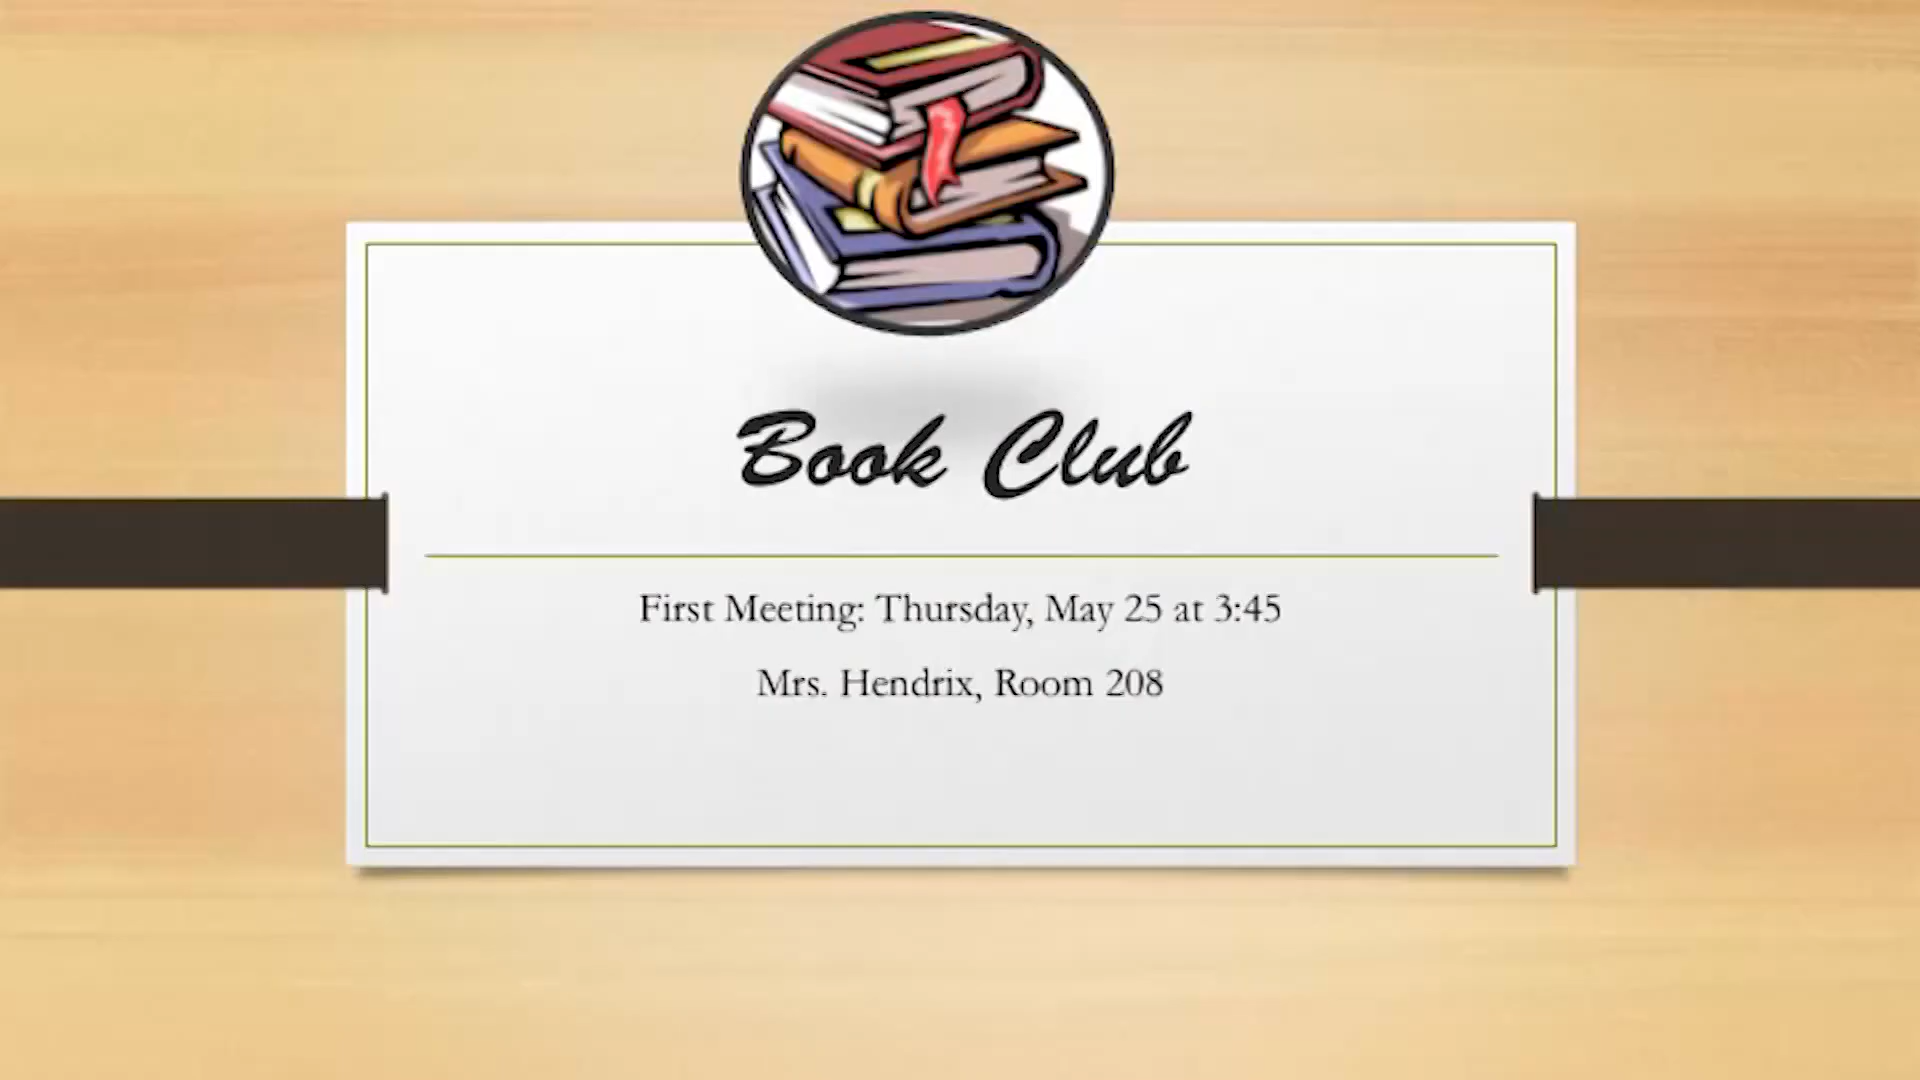 Book Club
First Meeting: Thursday, May 25 at 3:45
Mrs. Hendrix, Room 208